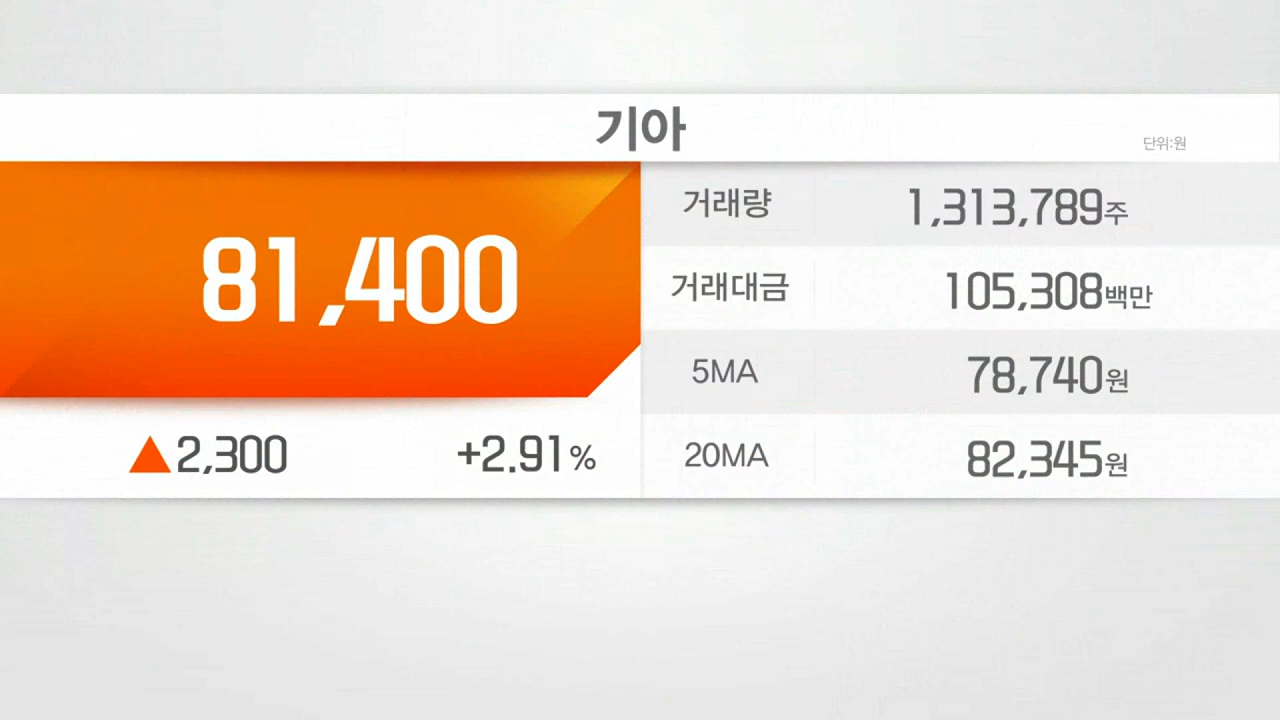 기아
단위:원
81,400
▲2,300 +2.91%
거래량 1,313,789주
거래대금 105,308백만
5MA 78,740원
20MA 82,345원